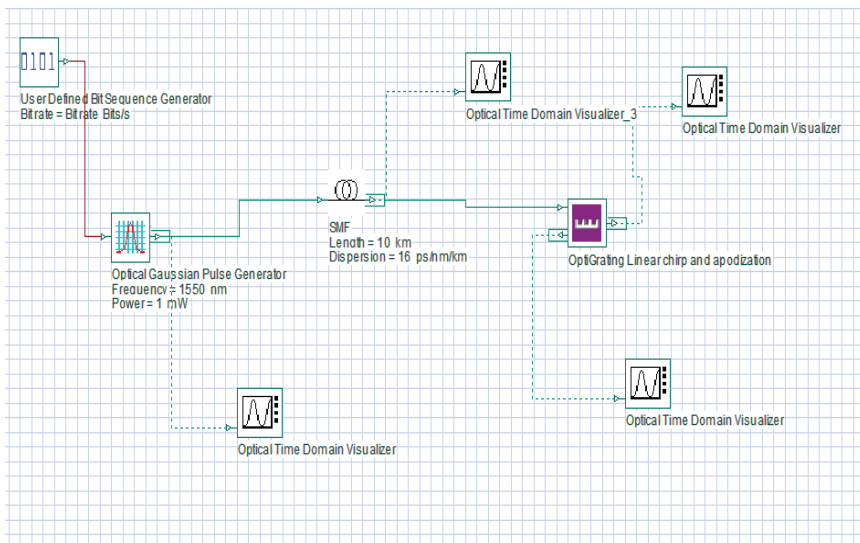 0101
User Defined Bit Sequence Generator
Bitrate = Bitrate Bits/s
Optical Time Domain Visualizer_3
Optical Time Domain Visualizer
SMF
Length = 10 km
Dispersion = 16 ps/nm/km
OptiGrating Linear chirp and apodization
Optical Gaussian Pulse Generator
Frequency = 1550 nm
Power = 1 mW
Optical Time Domain Visualizer
Optical Time Domain Visualizer